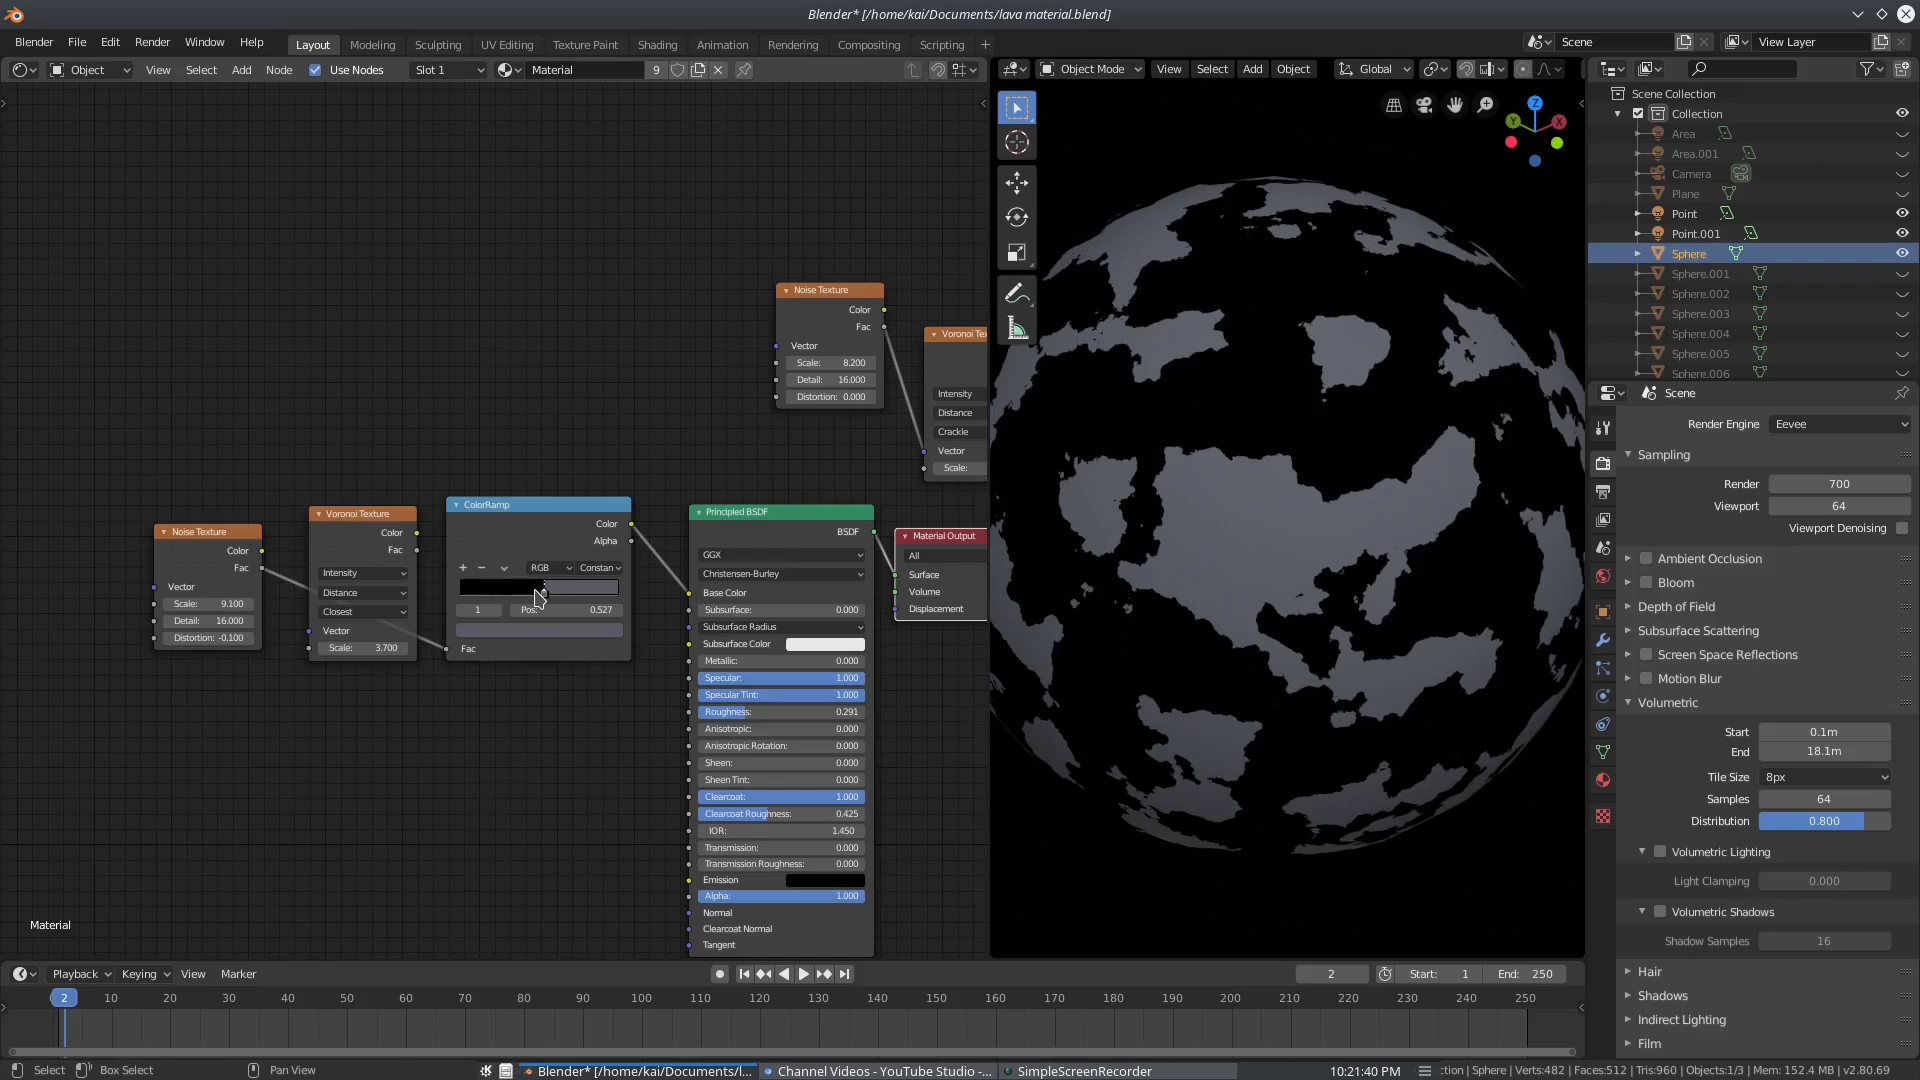 Blender* [/home/kai/Documents/lava material.blend]
Blender File Edit Render Window Help Layout Modeling Sculpting UV Editing Texture Paint Shading Animation Rendering Compositing Scripting + Scene View Layer
Object View Select Add Node Use Nodes Slot 1 Material 9
Object Mode View Select Add Object Global
Z
Y
X
Scene Collection
Collection
Area
Area.001
Camera
Plane
Point
Point.001
Sphere
Sphere.001
Sphere.002
Sphere.003
Sphere.004
Sphere.005
Sphere.006
Noise Texture
Color
Fac
Vector
Scale: 8.200
Detail: 16.000
Distortion: 0.000
Voronoi Tex
Intensity
Distance
Crackle
Vector
Scale:
Noise Texture
Color
Fac
Vector
Scale: 9.100
Detail: 16.000
Distortion: -0.100
Voronoi Texture
Color
Fac
Intensity
Distance
Closest
Vector
Scale: 3.700
ColorRamp
Color
Alpha
+ − RGB Constan
1 Pos: 0.527
Fac
Principled BSDF
BSDF
GGX
Christensen-Burley
Base Color
Subsurface: 0.000
Subsurface Radius
Subsurface Color
Metallic: 0.000
Specular: 1.000
Specular Tint: 1.000
Roughness: 0.291
Anisotropic: 0.000
Anisotropic Rotation: 0.000
Sheen: 0.000
Sheen Tint: 0.000
Clearcoat: 1.000
Clearcoat Roughness: 0.425
IOR: 1.450
Transmission: 0.000
Transmission Roughness: 0.000
Emission
Alpha: 1.000
Normal
Clearcoat Normal
Tangent
Material Output
All
Surface
Volume
Displacement
Material
Scene
Render Engine Eevee
Sampling
Render 700
Viewport 64
Viewport Denoising
Ambient Occlusion
Bloom
Depth of Field
Subsurface Scattering
Screen Space Reflections
Motion Blur
Volumetric
Start 0.1m
End 18.1m
Tile Size 8px
Samples 64
Distribution 0.800
Volumetric Lighting
Light Clamping 0.000
Volumetric Shadows
Shadow Samples 16
Hair
Shadows
Indirect Lighting
Film
Playback Keying View Marker 2 Start: 1 End: 250
2 10 20 30 40 50 60 70 80 90 100 110 120 130 140 150 160 170 180 190 200 210 220 230 240 250
Select Box Select Pan View Blender* [/home/kai/Documents/l... Channel Videos - YouTube Studio -... SimpleScreenRecorder 10:21:40 PM :tion | Sphere | Verts:482 | Faces:512 | Tris:960 | Objects:1/3 | Mem: 152.4 MB | v2.80.69